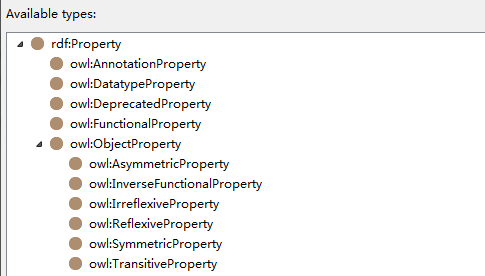 Available types:
rdf:Property
owl:AnnotationProperty
owl:DatatypeProperty
owl:DeprecatedProperty
owl:FunctionalProperty
owl:ObjectProperty
owl:AsymmetricProperty
owl:InverseFunctionalProperty
owl:IrreflexiveProperty
owl:ReflexiveProperty
owl:SymmetricProperty
owl:TransitiveProperty